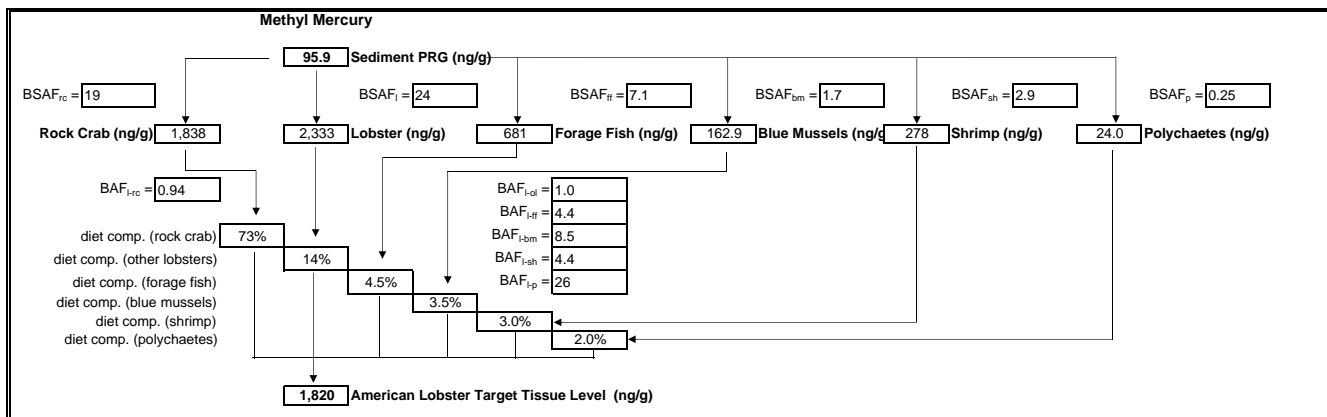 Methyl Mercury
95.9 Sediment PRG (ng/g)
BSAFrc = 19 BSAFl = 24 BSAFff = 7.1 BSAFbm = 1.7 BSAFsh = 2.9 BSAFp = 0.25
Rock Crab (ng/g) 1,838 2,333 Lobster (ng/g) 681 Forage Fish (ng/g) 162.9 Blue Mussels (ng/g 278 Shrimp (ng/g) 24.0 Polychaetes (ng/g)
BAFl-rc = 0.94 BAFl-ol = 1.0
BAFl-ff = 4.4
BAFl-bm = 8.5
BAFl-sh = 4.4
BAFl-p = 26
diet comp. (rock crab) 73%
diet comp. (other lobsters) 14%
diet comp. (forage fish) 4.5%
diet comp. (blue mussels) 3.5%
diet comp. (shrimp) 3.0%
diet comp. (polychaetes) 2.0%
1,820 American Lobster Target Tissue Level (ng/g)